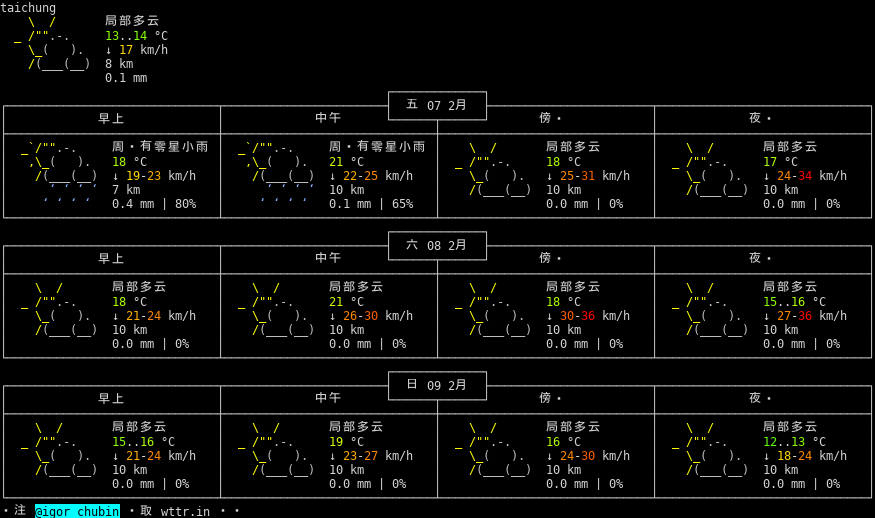 taichung
局部多云
13..14 °C
↓ 17 km/h
8 km
0.1 mm
五 07 2月
早上 中午 傍・ 夜・
周・有零星小雨 周・有零星小雨 局部多云 局部多云
18 °C 21 °C 18 °C 17 °C
↓ 19-23 km/h ↓ 22-25 km/h ↓ 25-31 km/h ↓ 24-34 km/h
7 km 10 km 10 km 10 km
0.4 mm | 80% 0.1 mm | 65% 0.0 mm | 0% 0.0 mm | 0%
六 08 2月
早上 中午 傍・ 夜・
局部多云 局部多云 局部多云 局部多云
18 °C 21 °C 18 °C 15..16 °C
↓ 21-24 km/h ↓ 26-30 km/h ↓ 30-36 km/h ↓ 27-36 km/h
10 km 10 km 10 km 10 km
0.0 mm | 0% 0.0 mm | 0% 0.0 mm | 0% 0.0 mm | 0%
日 09 2月
早上 中午 傍・ 夜・
局部多云 局部多云 局部多云 局部多云
15..16 °C 19 °C 16 °C 12..13 °C
↓ 21-24 km/h ↓ 23-27 km/h ↓ 24-30 km/h ↓ 18-24 km/h
10 km 10 km 10 km 10 km
0.0 mm | 0% 0.0 mm | 0% 0.0 mm | 0% 0.0 mm | 0%
・注 @igor_chubin ・取 wttr.in ・・